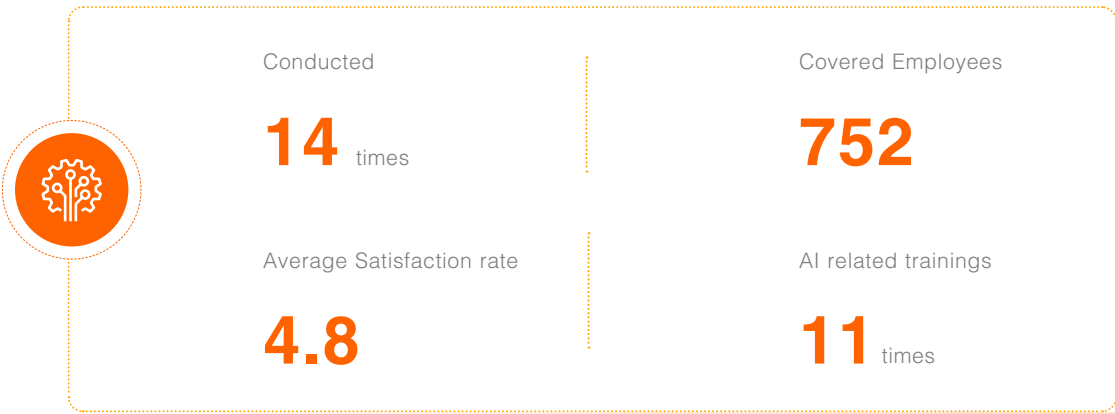 Conducted
14 times
Covered Employees
752
Average Satisfaction rate
4.8
AI related trainings
11 times